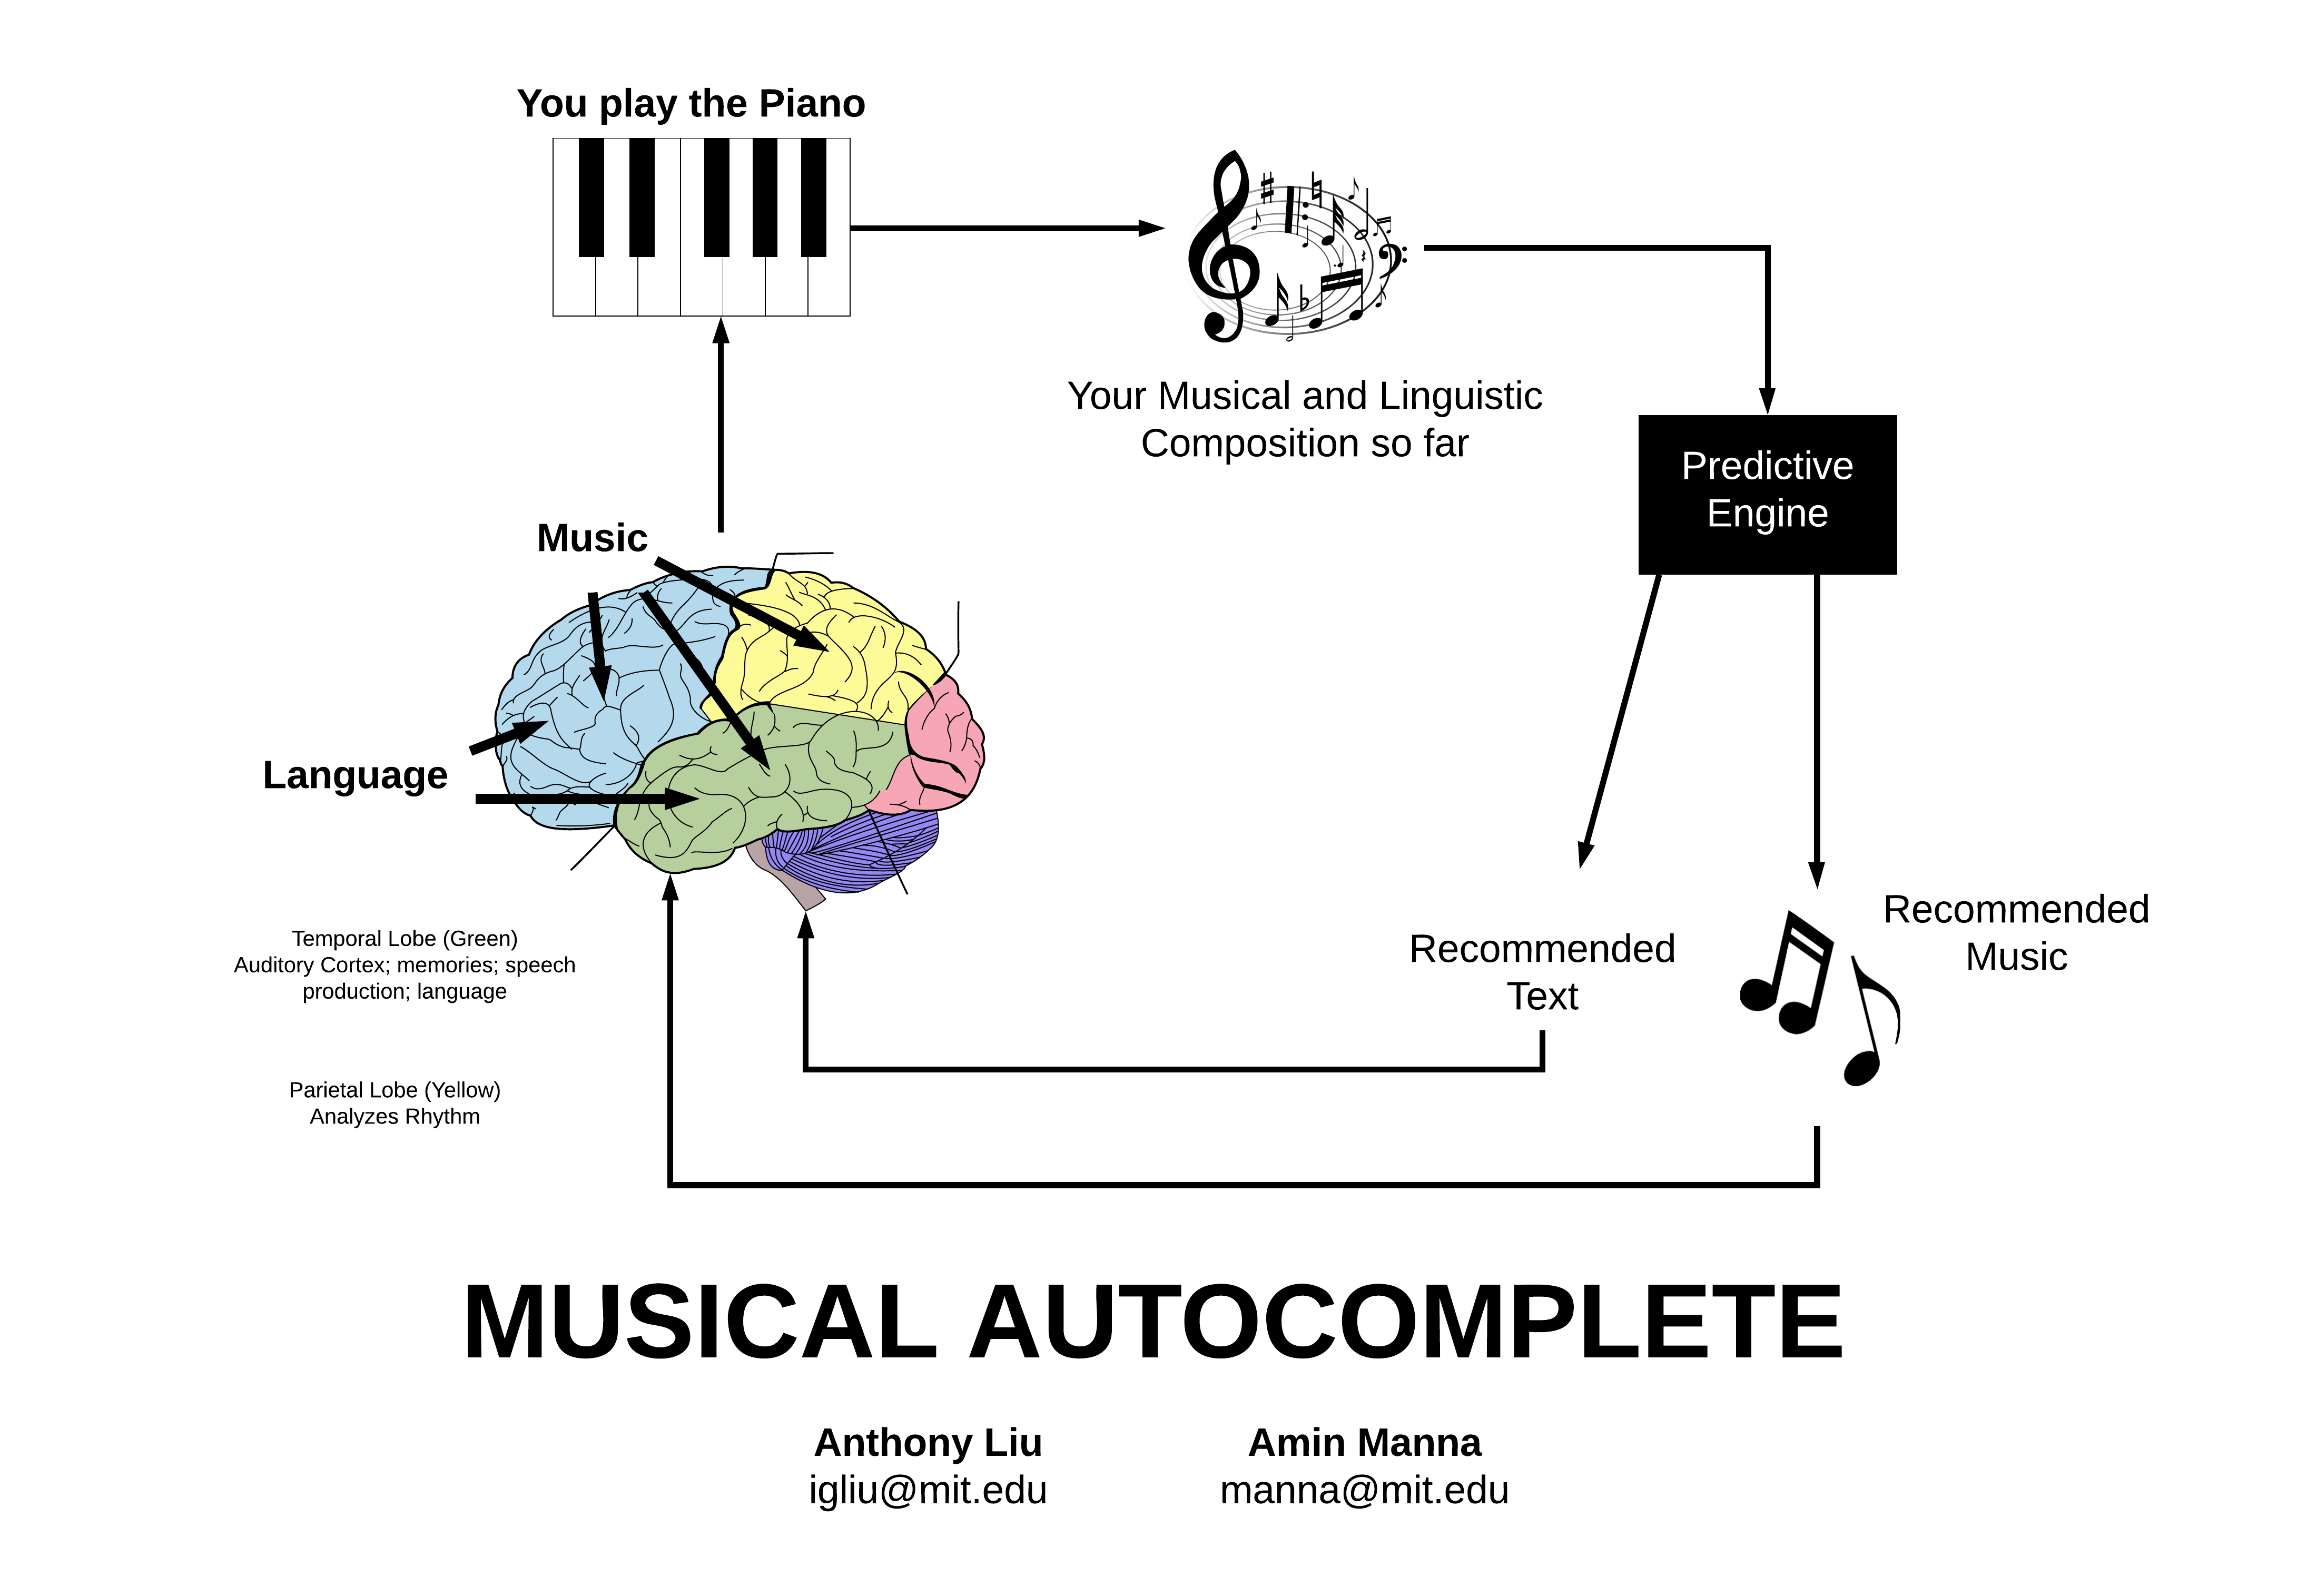 You play the Piano
Your Musical and Linguistic
Composition so far
Predictive
Engine
Music
Language
Temporal Lobe (Green)
Auditory Cortex; memories; speech
production; language
Parietal Lobe (Yellow)
Analyzes Rhythm
Recommended
Text
Recommended
Music
MUSICAL AUTOCOMPLETE
Anthony Liu
igliu@mit.edu
Amin Manna
manna@mit.edu